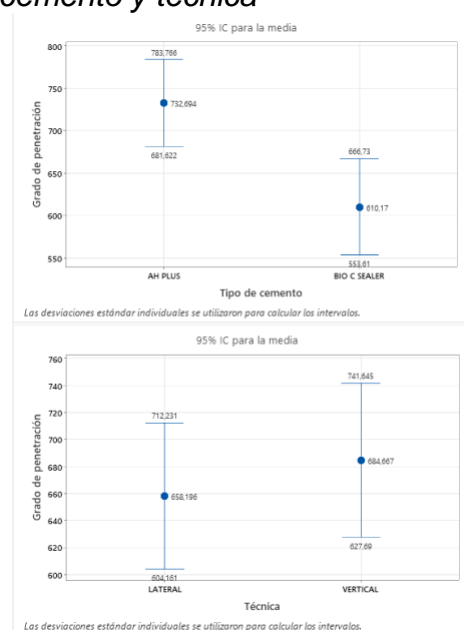 cemento y técnica
95% IC para la media
800
783,766
750
732,694
700
681,622
666,73
650
610,17
600
553,61
550
Grado de penetración
AH PLUS
BIO C SEALER
Tipo de cemento
Las desviaciones estándar individuales se utilizaron para calcular los intervalos.
95% IC para la media
760
741,645
740
720
712,231
700
684,667
680
658,196
660
640
627,69
620
604,161
600
Grado de penetración
LATERAL
VERTICAL
Técnica
Las desviaciones estándar individuales se utilizaron para calcular los intervalos.